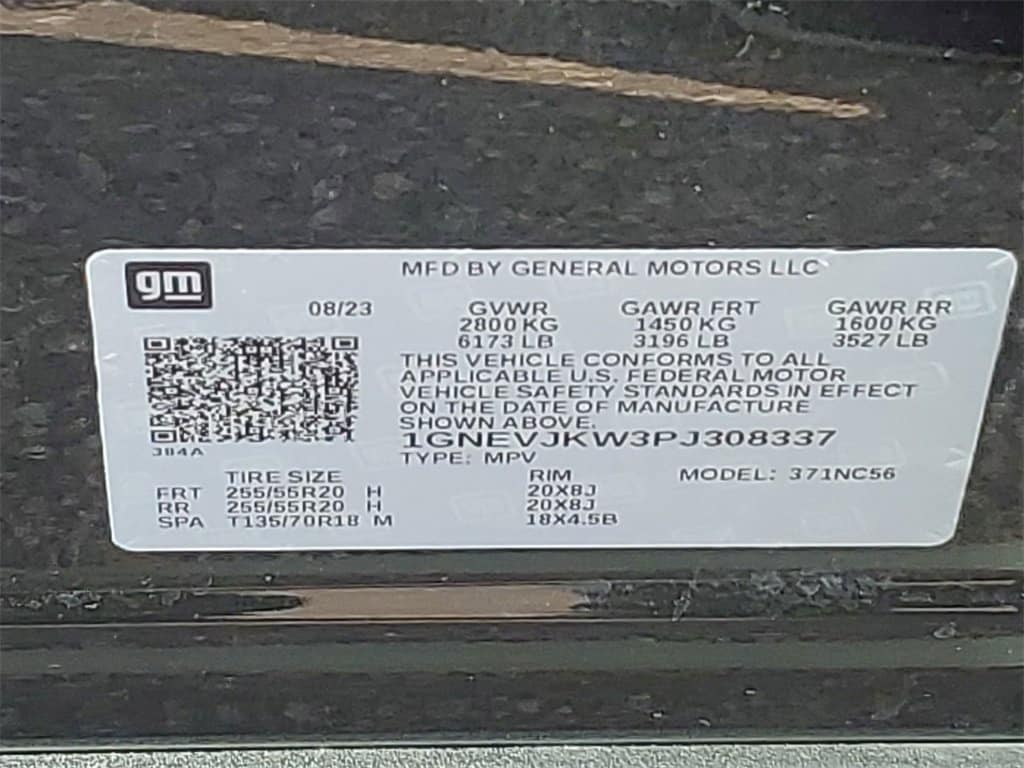 gm
MFD BY GENERAL MOTORS LLC
08/23 GVWR GAWR FRT GAWR RR
2800 KG 1450 KG 1600 KG
6173 LB 3196 LB 3527 LB
THIS VEHICLE CONFORMS TO ALL
APPLICABLE U.S. FEDERAL MOTOR
VEHICLE SAFETY STANDARDS IN EFFECT
ON THE DATE OF MANUFACTURE
SHOWN ABOVE.
1GNEVJKW3PJ308337
384A
TYPE: MPV
TIRE SIZE RIM MODEL: 371NC56
FRT 255/55R20 H 20X8J
RR 255/55R20 H 20X8J
SPA T135/70R18 M 18X4.5B